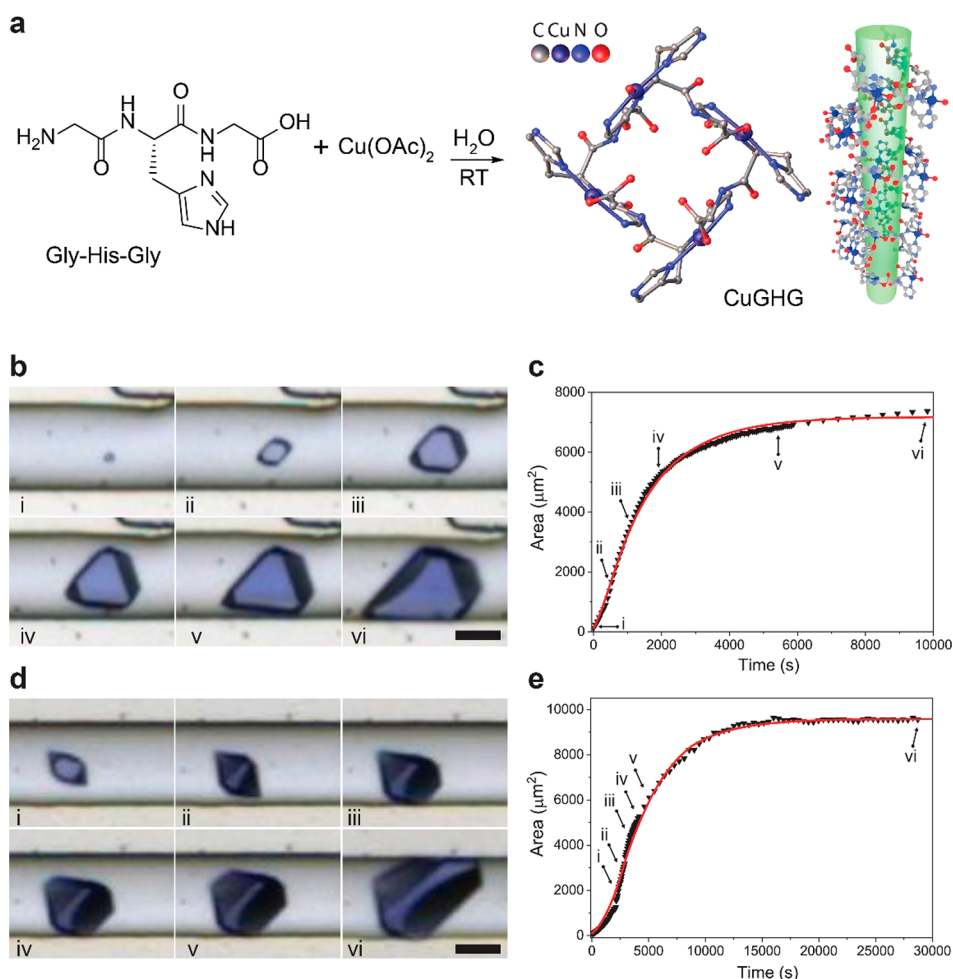 a
C Cu N O
H₂N
O
H
N
O
N
H
O
OH
N
NH
Gly-His-Gly
+ Cu(OAc)₂
H₂O
RT
CuGHG
b
i
ii
iii
iv
v
vi
c
8000
6000
4000
2000
0
Area (μm²)
i
ii
iii
iv
v
vi
0 2000 4000 6000 8000 10000
Time (s)
d
i
ii
iii
iv
v
vi
e
10000
8000
6000
4000
2000
0
Area (μm²)
i
ii
iii
iv
v
vi
0 5000 10000 15000 20000 25000 30000
Time (s)